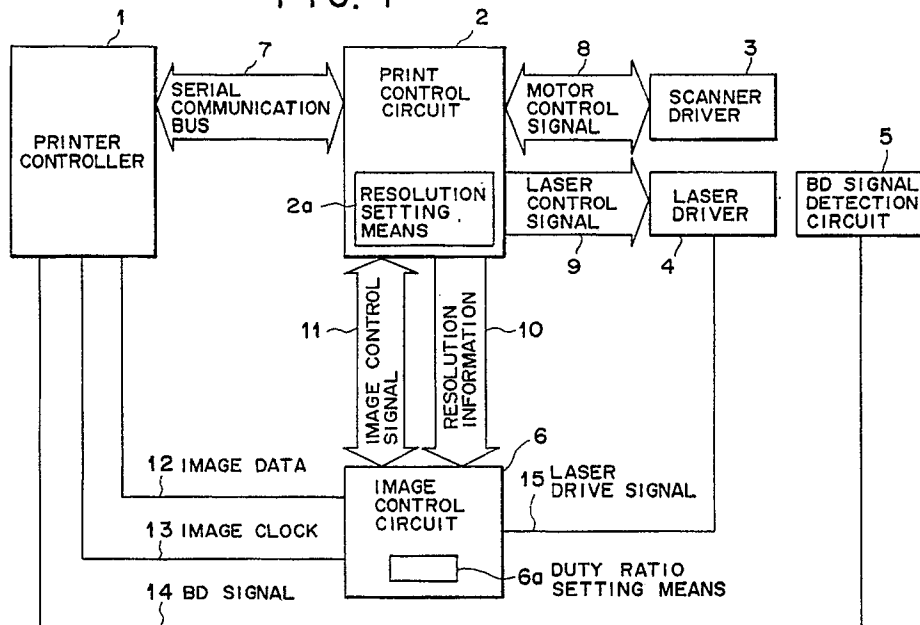 FIG. 1
1
2
3
7
8
5
PRINTER
CONTROLLER
SERIAL
COMMUNICATION
BUS
PRINT
CONTROL
CIRCUIT
2a
RESOLUTION
SETTING
MEANS
MOTOR
CONTROL
SIGNAL
SCANNER
DRIVER
LASER
CONTROL
SIGNAL
9
LASER
DRIVER
4
BD SIGNAL
DETECTION
CIRCUIT
11
IMAGE CONTROL
SIGNAL
RESOLUTION
INFORMATION
10
6
12 IMAGE DATA
13 IMAGE CLOCK
14 BD SIGNAL
IMAGE
CONTROL
CIRCUIT
15 LASER
DRIVE SIGNAL
6a DUTY RATIO
SETTING MEANS